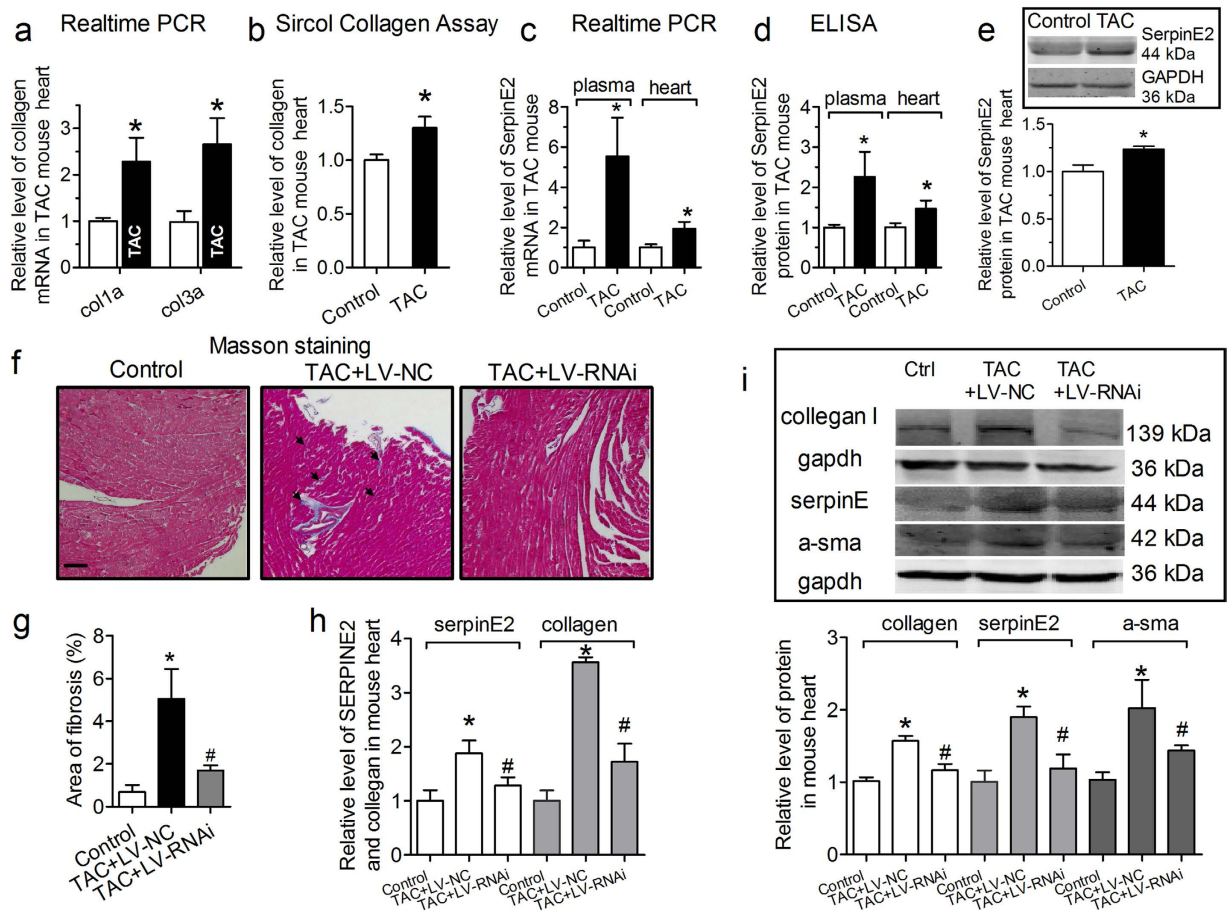 a Realtime PCR
Relative level of collagen
mRNA in TAC mouse heart
3
2
1
0
*
*
TAC
TAC
col1a
col3a
b Sircol Collagen Assay
Relative level of collagen
in TAC mouse heart
1.5
1.0
0.5
0.0
*
Control
TAC
c Realtime PCR
Relative level of SerpinE2
mRNA in TAC mouse
8
6
4
2
0
plasma
heart
*
*
Control
TAC
Control
TAC
d ELISA
Relative level of SerpinE2
protein in TAC mouse
4
3
2
1
0
plasma
heart
*
*
Control
TAC
Control
TAC
e
Control TAC
SerpinE2
44 kDa
GAPDH
36 kDa
Relative level of SerpinE2
protein in TAC mouse heart
1.5
1.0
0.5
0.0
*
Control
TAC
f
Masson staining
Control
TAC+LV-NC
TAC+LV-RNAi
g
Area of fibrosis (%)
8
6
4
2
0
*
#
Control
TAC+LV-NC
TAC+LV-RNAi
h
Relative level of SERPINE2
and collegan in mouse heart
4
3
2
1
0
serpinE2
collagen
*
#
*
#
Control
TAC+LV-NC
TAC+LV-RNAi
Control
TAC+LV-NC
TAC+LV-RNAi
i
Ctrl
TAC
+LV-NC
TAC
+LV-RNAi
collegan I
139 kDa
gapdh
36 kDa
serpinE
44 kDa
a-sma
42 kDa
gapdh
36 kDa
Relative level of protein
in mouse heart
3
2
1
0
collagen
serpinE2
a-sma
*
#
*
#
*
#
Control
TAC+LV-NC
TAC+LV-RNAi
Control
TAC+LV-NC
TAC+LV-RNAi
Control
TAC+LV-NC
TAC+LV-RNAi